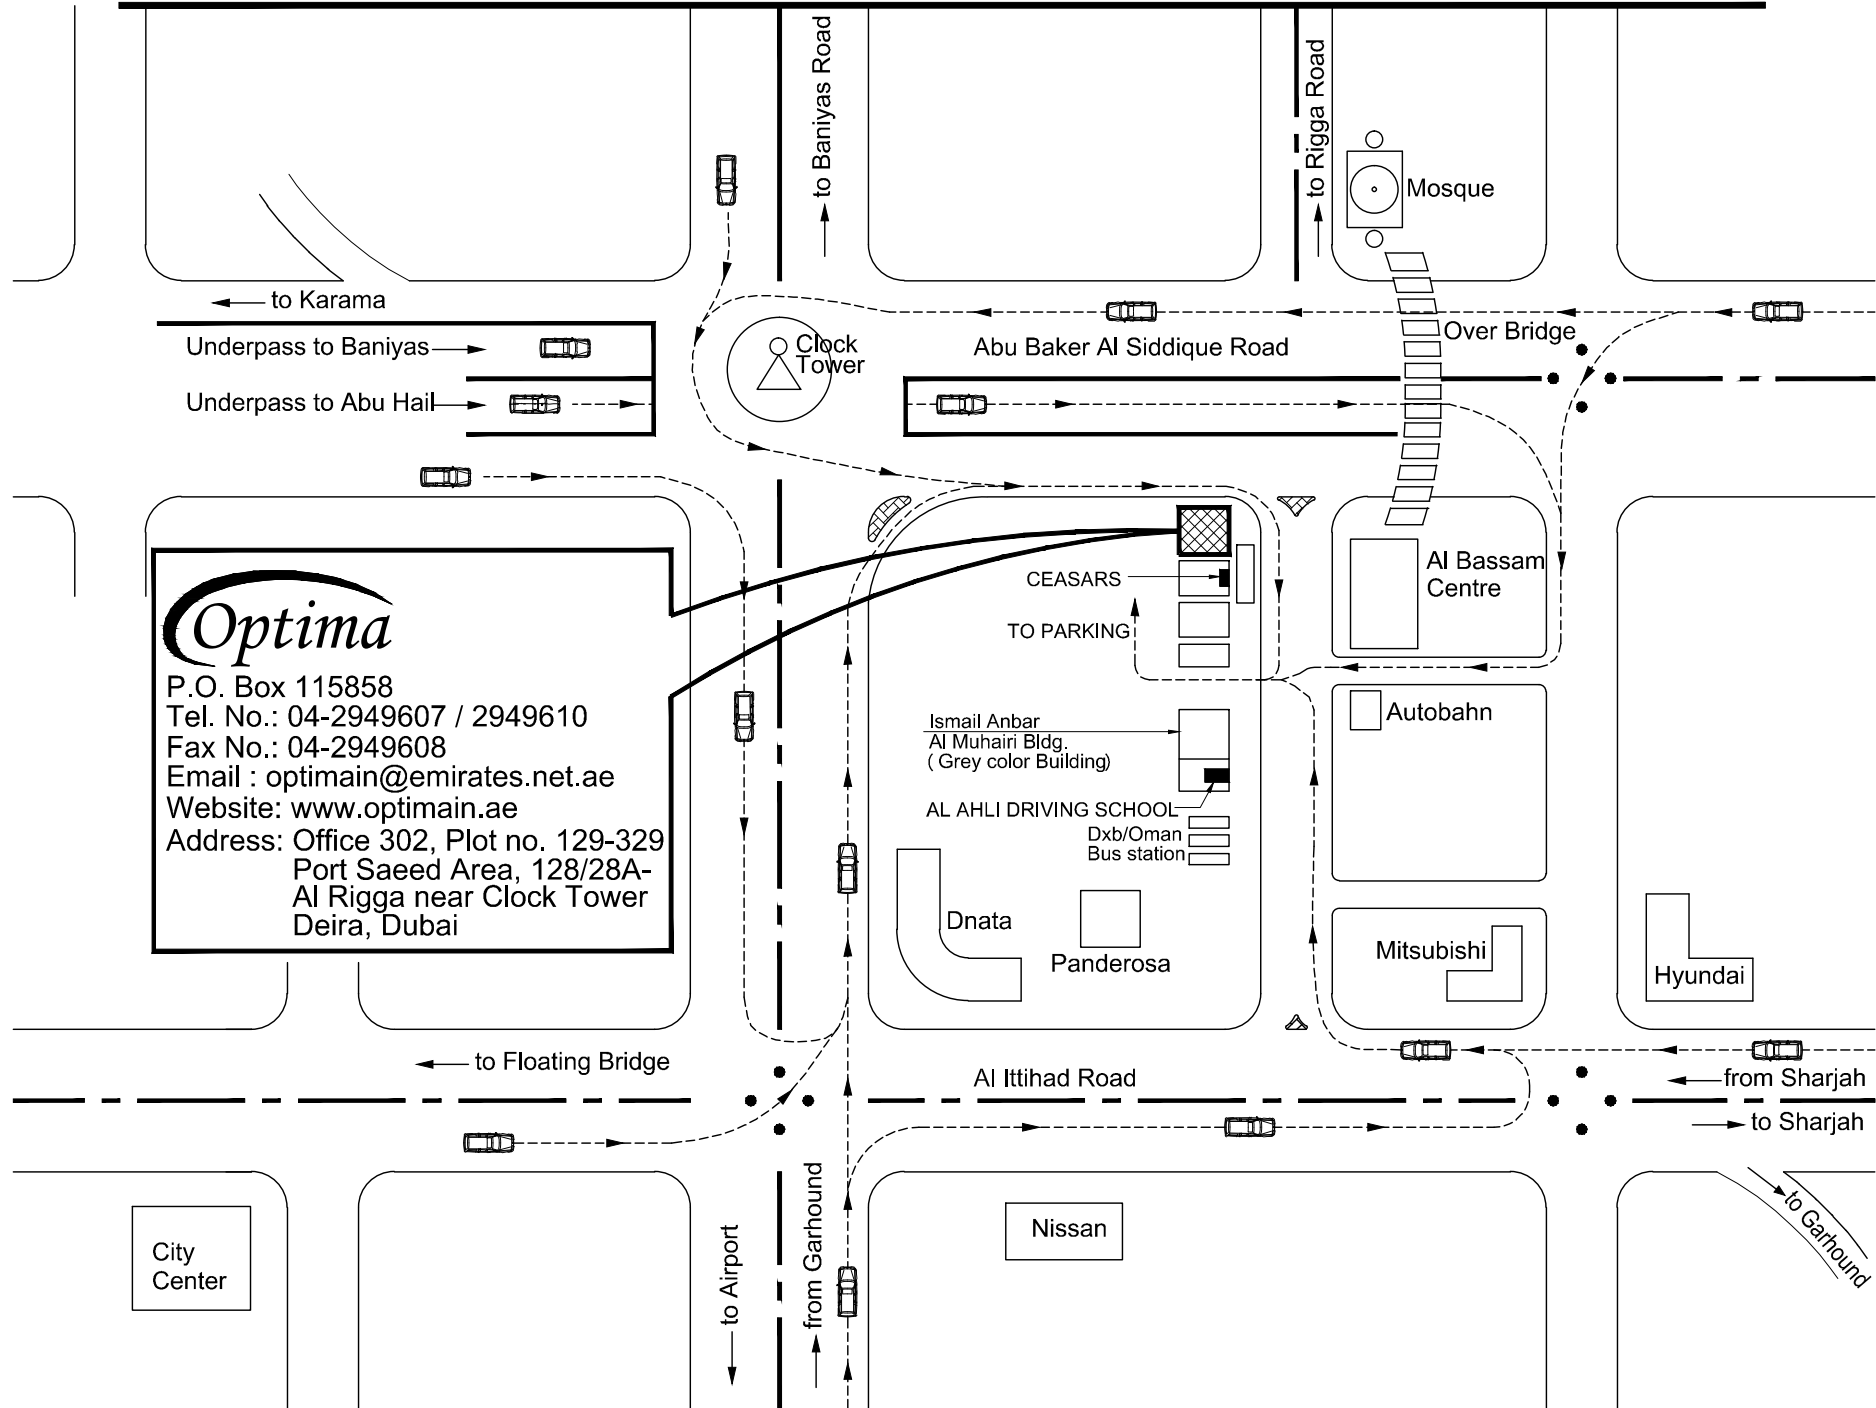 to Baniyas Road
to Rigga Road
Mosque
to Karama
Over Bridge
Underpass to Baniyas
Clock
Tower
Abu Baker Al Siddique Road
Underpass to Abu Hail
Al Bassam
Centre
CEASARS
TO PARKING
Optima
P.O. Box 115858
Tel. No.: 04-2949607 / 2949610
Fax No.: 04-2949608
Email : optimain@emirates.net.ae
Website: www.optimain.ae
Address: Office 302, Plot no. 129-329
Port Saeed Area, 128/28A-
Al Rigga near Clock Tower
Deira, Dubai
Autobahn
Ismail Anbar
Al Muhairi Bldg.
( Grey color Building)
AL AHLI DRIVING SCHOOL
Dxb/Oman
Bus station
Dnata
Panderosa
Mitsubishi
Hyundai
to Floating Bridge
Al Ittihad Road
from Sharjah
to Sharjah
City
Center
to Airport
from Garhound
Nissan
to Garhound